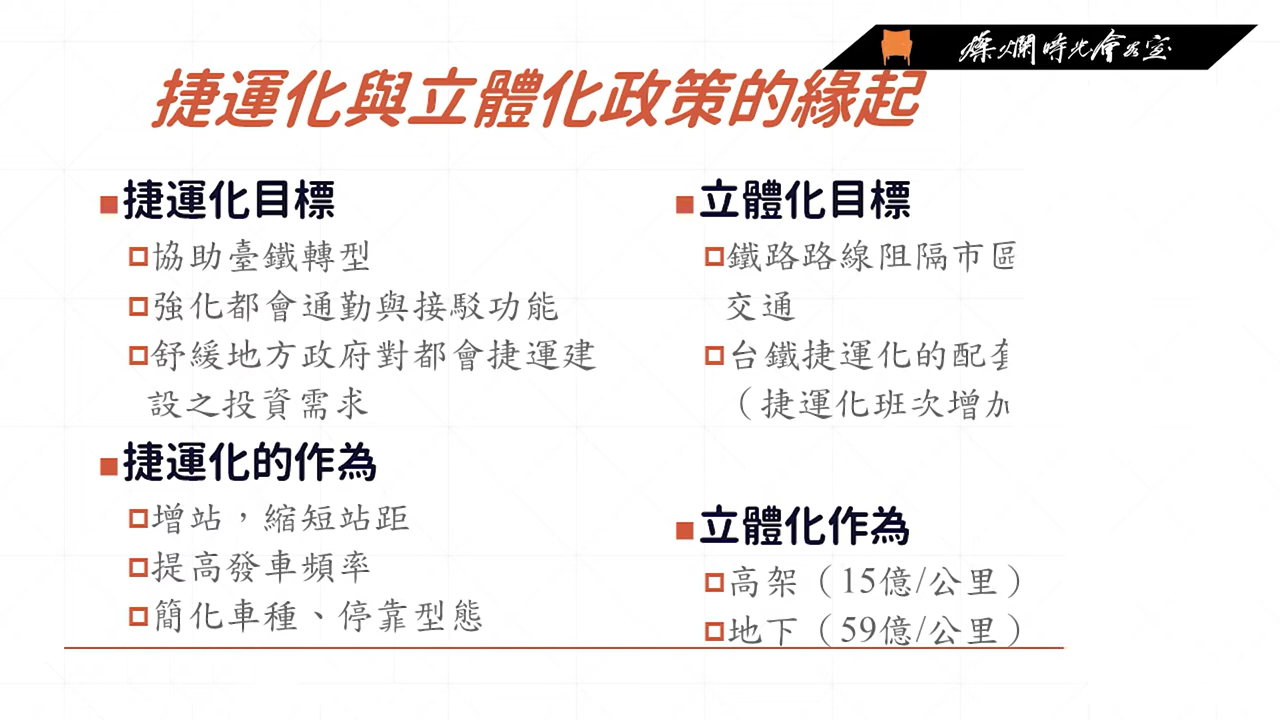 燦爛時光會客室
捷運化與立體化政策的緣起
捷運化目標
協助臺鐵轉型
強化都會通勤與接駁功能
舒緩地方政府對都會捷運建
設之投資需求
捷運化的作為
增站，縮短站距
提高發車頻率
簡化車種、停靠型態
立體化目標
鐵路路線阻隔市區
交通
台鐵捷運化的配套
（捷運化班次增加
立體化作為
高架（15億/公里）
地下（59億/公里）